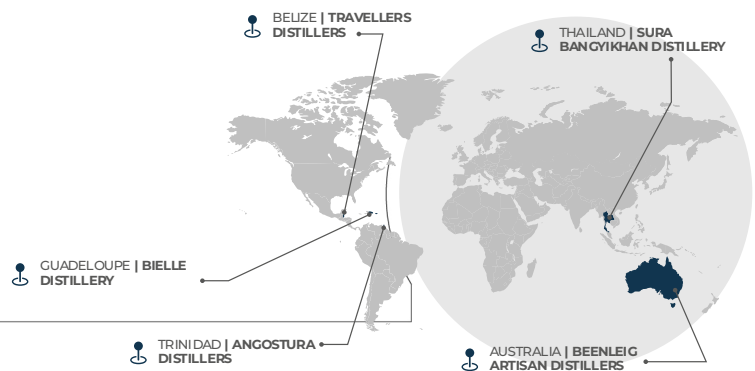 BELIZE | TRAVELLERS
DISTILLERS
THAILAND | SURA
BANGYIKHAN DISTILLERY
GUADELOUPE | BIELLE
DISTILLERY
TRINIDAD | ANGOSTURA
DISTILLERS
AUSTRALIA | BEENLEIG
ARTISAN DISTILLERS